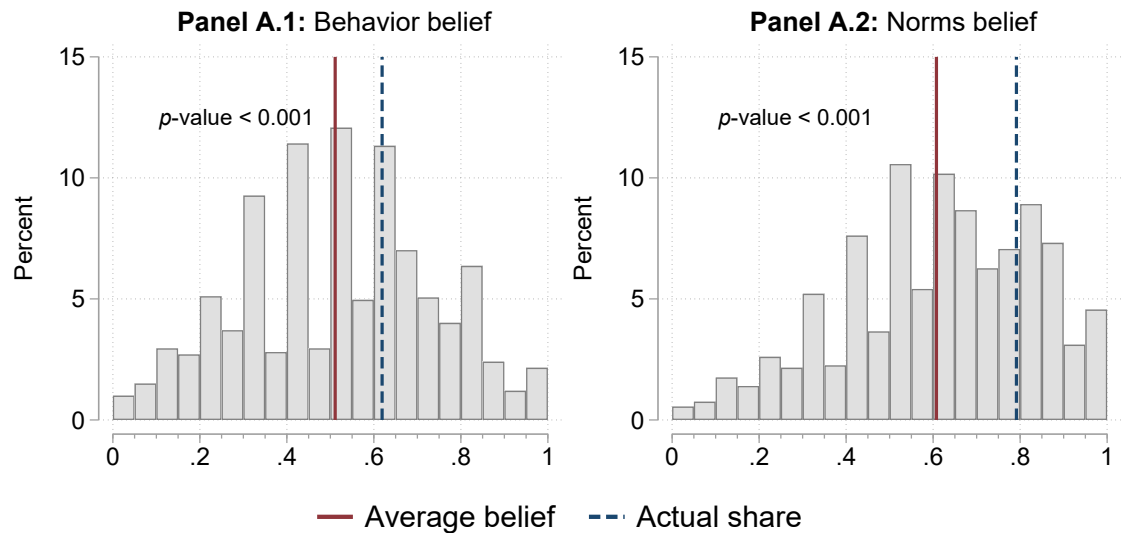 Panel A.1: Behavior belief
Panel A.2: Norms belief
15
10
5
0
Percent
p-value < 0.001
0 .2 .4 .6 .8 1
15
10
5
0
Percent
p-value < 0.001
0 .2 .4 .6 .8 1
Average belief Actual share